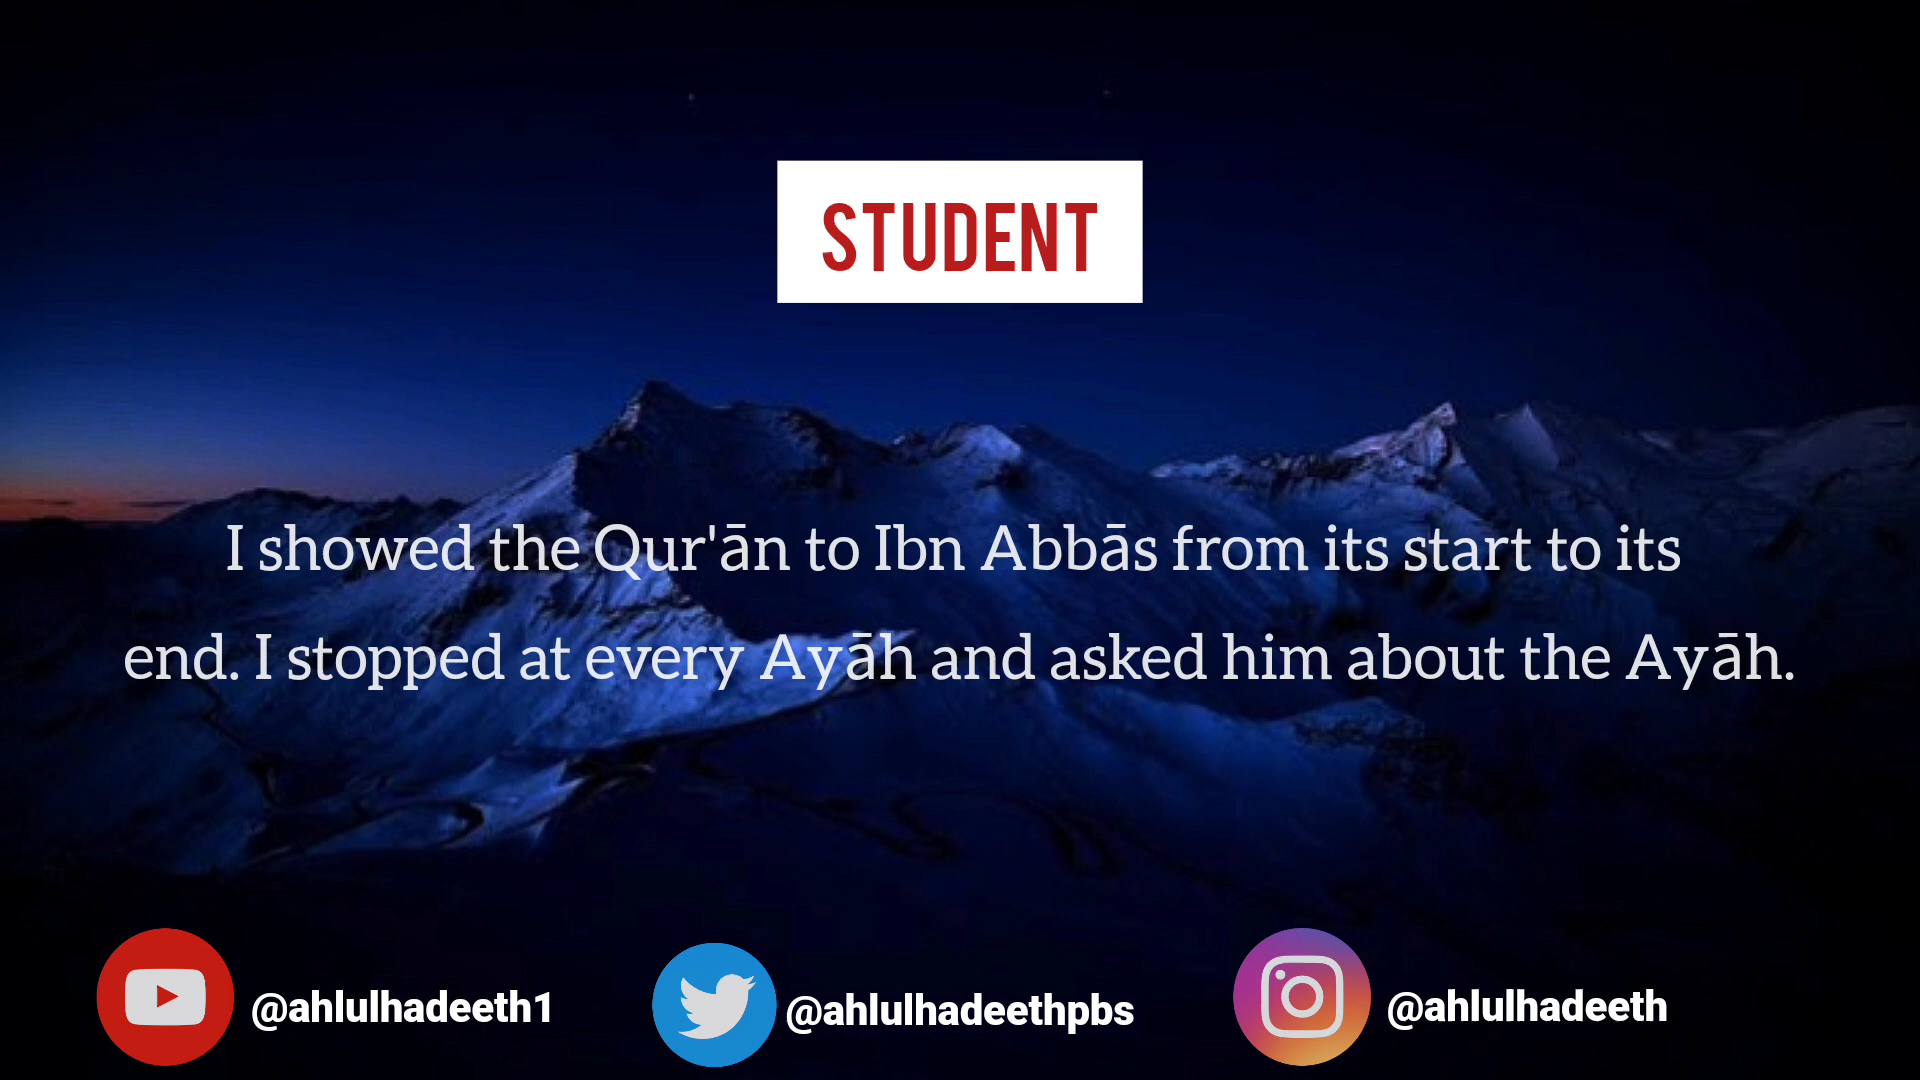 STUDENT
I showed the Qur'ān to Ibn Abbās from its start to its
end. I stopped at every Ayāh and asked him about the Ayāh.
@ahlulhadeeth1
@ahlulhadeethpbs
@ahlulhadeeth